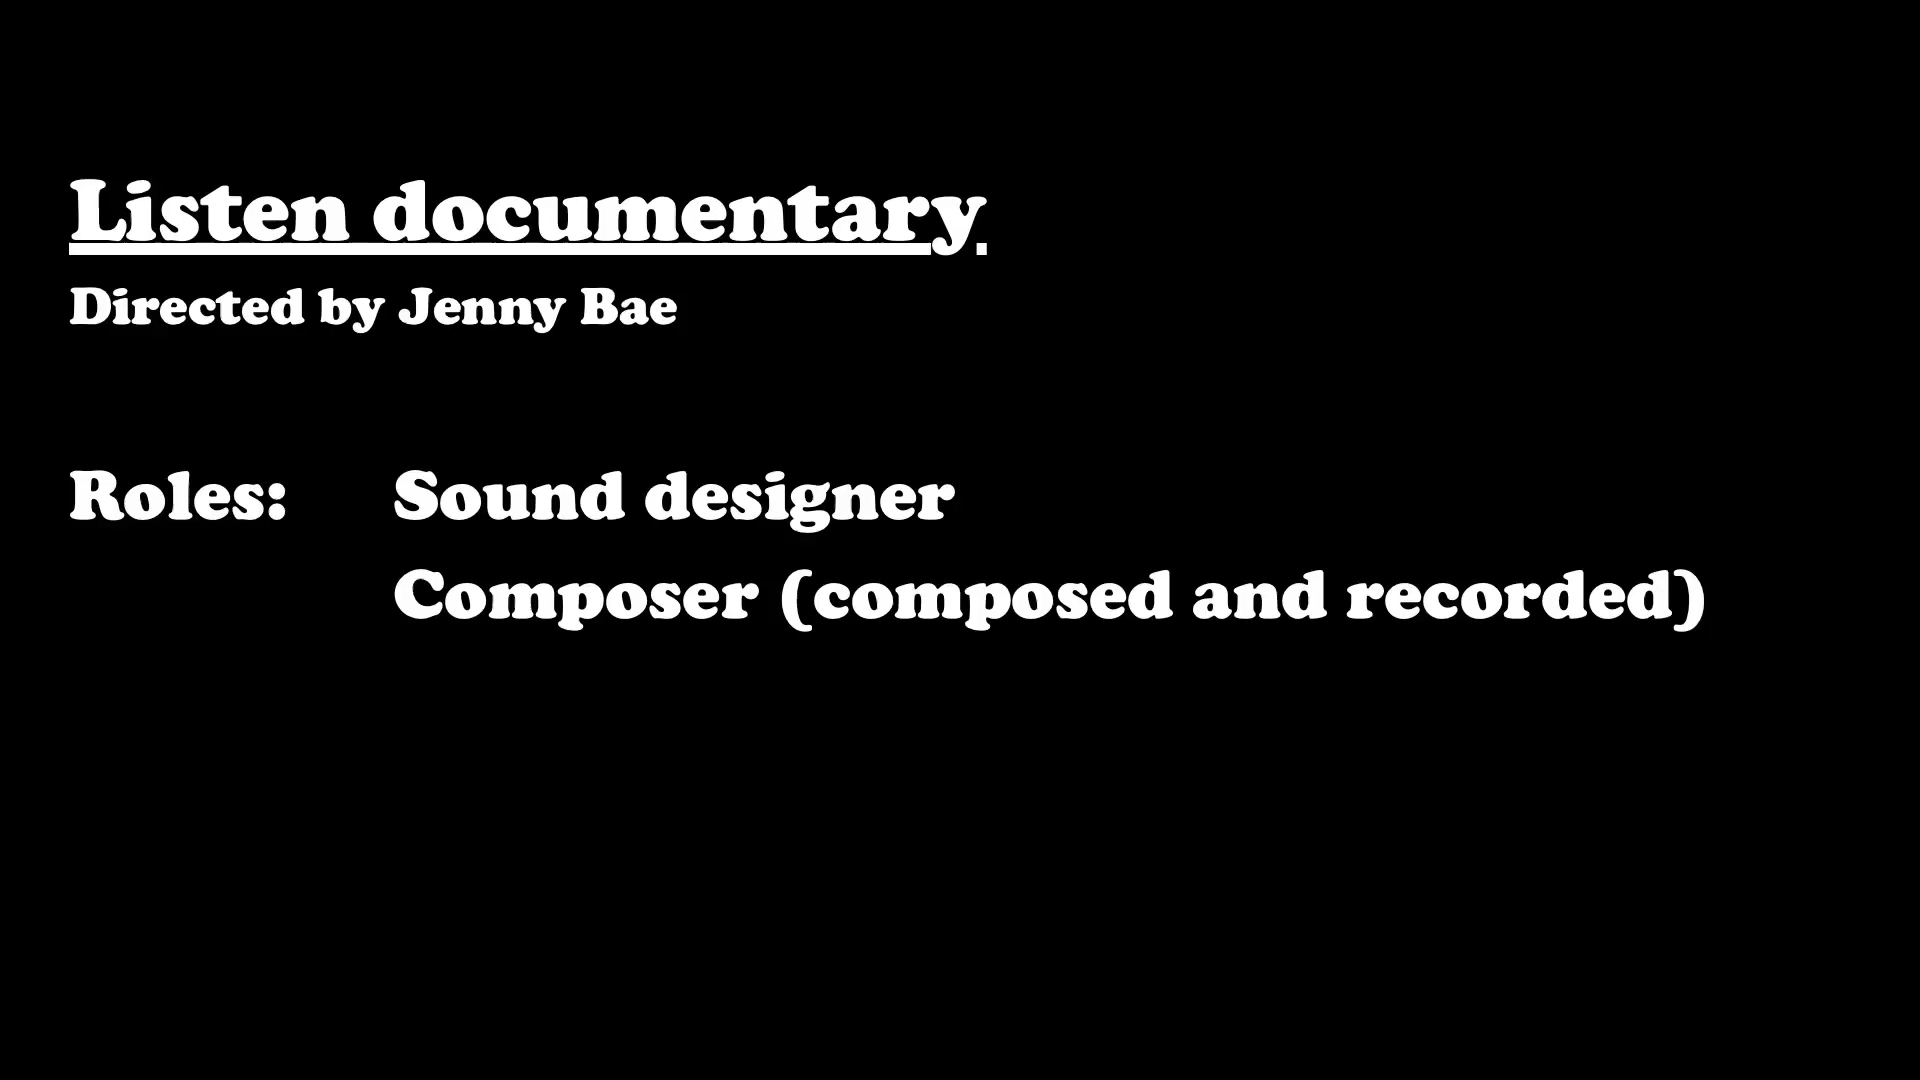 Listen documentary
Directed by Jenny Bae
Roles: Sound designer
Composer (composed and recorded)